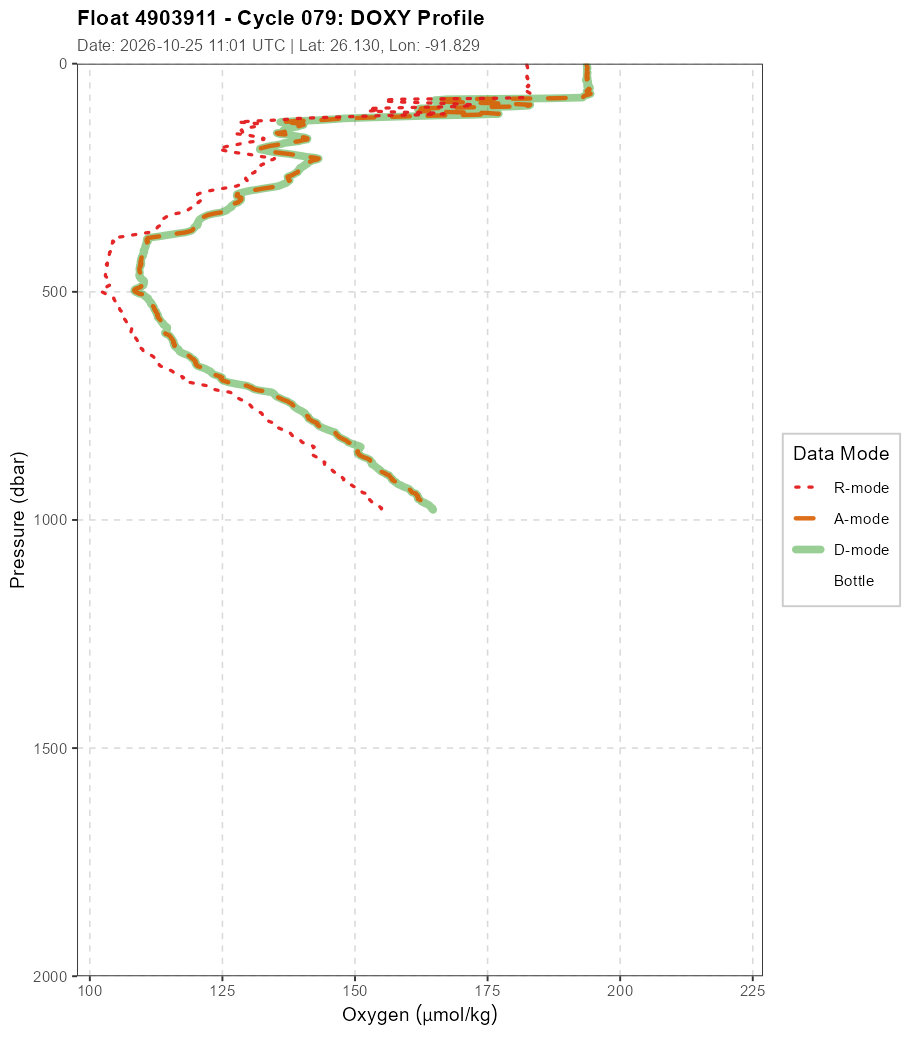 Float 4903911 - Cycle 079: DOXY Profile
Date: 2026-10-25 11:01 UTC | Lat: 26.130, Lon: -91.829
0
500
1000
1500
2000
Pressure (dbar)
100 125 150 175 200 225
Oxygen (μmol/kg)
Data Mode
R-mode
A-mode
D-mode
Bottle